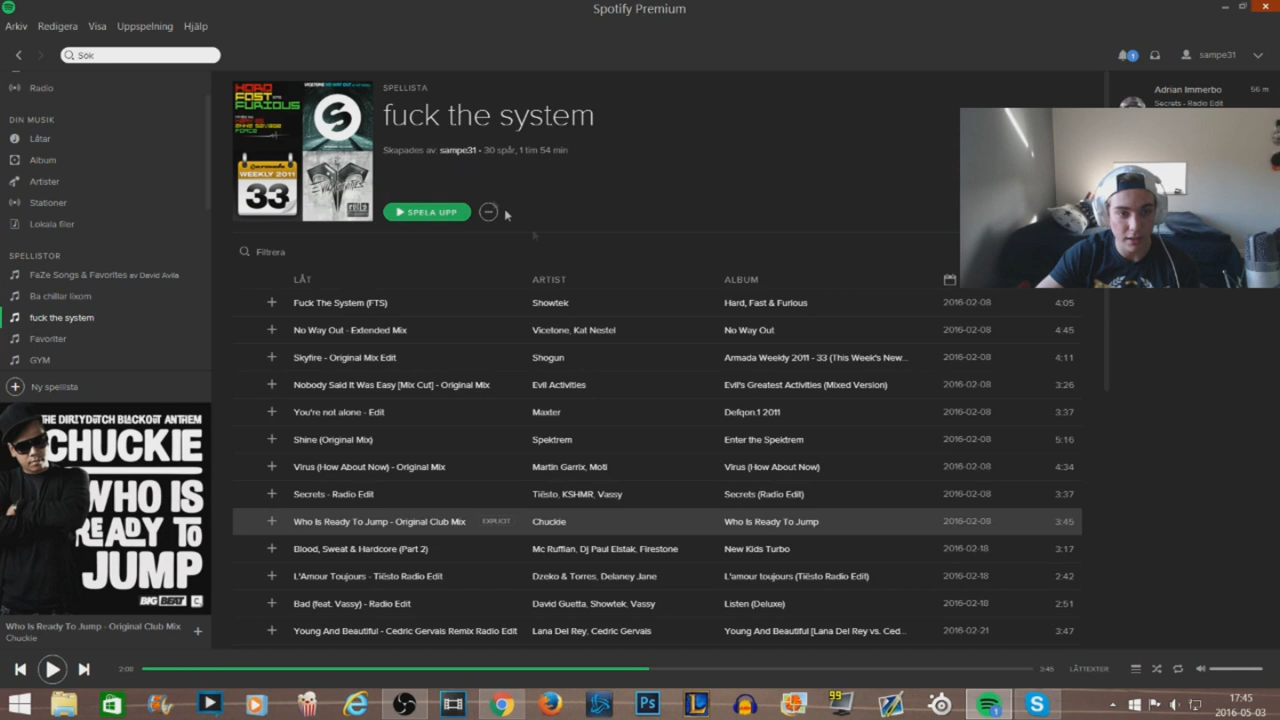 Spotify Premium
Arkiv Redigera Visa Uppspelning Hjälp
Sök
1 sampe31
Radio
DIN MUSIK
Låtar
Album
Artister
Stationer
Lokala filer
SPELLISTOR
FaZe Songs & Favorites av David Avila
Ba chillar lixom
fuck the system
Favoriter
GYM
Ny spellista
THE DIRTY DUTCH BLACKOUT ANTHEM
CHUCKIE
WHO IS
READY TO
JUMP
BIG BEAT
Who Is Ready To Jump - Original Club Mix
Chuckie
HARD
FAST &
FURIOUS
WEEKLY 2011
33
SPELLISTA
fuck the system
Skapades av: sampe31 • 30 spår, 1 tim 54 min
SPELA UPP
Adrian Immerbo 56 m
Secrets - Radio Edit
Filtrera
LÅT ARTIST ALBUM
Fuck The System (FTS) Showtek Hard, Fast & Furious 2016-02-08 4:05
No Way Out - Extended Mix Vicetone, Kat Nestel No Way Out 2016-02-08 4:45
Skyfire - Original Mix Edit Shogun Armada Weekly 2011 - 33 (This Week's New... 2016-02-08 4:11
Nobody Said It Was Easy [Mix Cut] - Original Mix Evil Activities Evil's Greatest Activities (Mixed Version) 2016-02-08 3:26
You're not alone - Edit Maxter Defqon.1 2011 2016-02-08 3:37
Shine (Original Mix) Spektrem Enter the Spektrem 2016-02-08 5:16
Virus (How About Now) - Original Mix Martin Garrix, Moti Virus (How About Now) 2016-02-08 4:34
Secrets - Radio Edit Tiësto, KSHMR, Vassy Secrets (Radio Edit) 2016-02-08 3:37
Who Is Ready To Jump - Original Club Mix EXPLICIT Chuckie Who Is Ready To Jump 2016-02-08 3:45
Blood, Sweat & Hardcore (Part 2) Mc Ruffian, Dj Paul Elstak, Firestone New Kids Turbo 2016-02-18 3:17
L'Amour Toujours - Tiësto Radio Edit Dzeko & Torres, Delaney Jane L'amour toujours (Tiësto Radio Edit) 2016-02-18 2:42
Bad (feat. Vassy) - Radio Edit David Guetta, Showtek, Vassy Listen (Deluxe) 2016-02-18 2:51
Young And Beautiful - Cedric Gervais Remix Radio Edit Lana Del Rey, Cedric Gervais Young And Beautiful [Lana Del Rey vs. Ced... 2016-02-21 3:47
2:08 3:45 LÅTTEXTER
Ps 99
17:45
2016-05-03